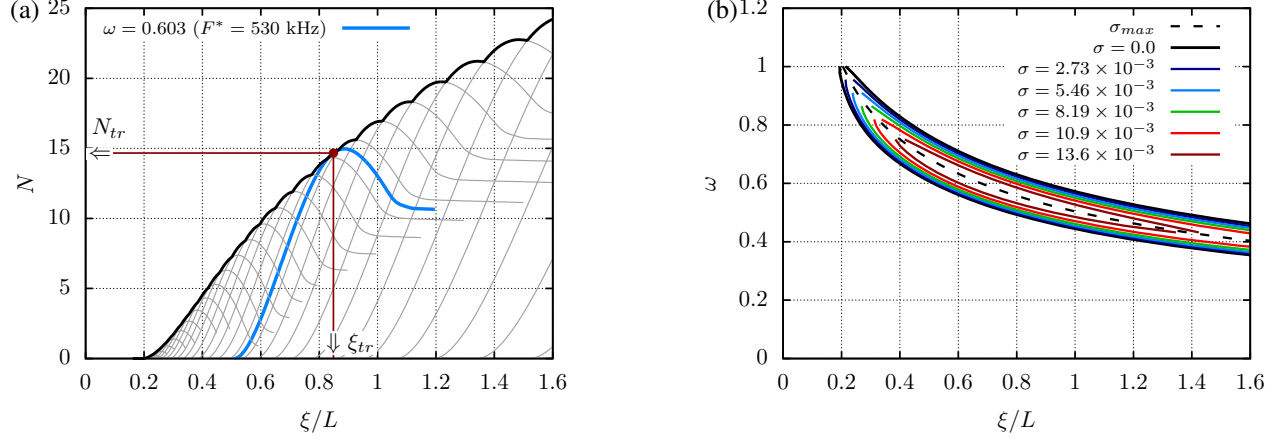 (a)
ω = 0.603 (F* = 530 kHz)
N
25
20
15
10
5
0
N_tr
⇐
⇓ ξ_tr
0 0.2 0.4 0.6 0.8 1 1.2 1.4 1.6
ξ/L
(b)
σ_max
σ = 0.0
σ = 2.73 × 10⁻³
σ = 5.46 × 10⁻³
σ = 8.19 × 10⁻³
σ = 10.9 × 10⁻³
σ = 13.6 × 10⁻³
ω
1.2
1
0.8
0.6
0.4
0.2
0
0 0.2 0.4 0.6 0.8 1 1.2 1.4 1.6
ξ/L